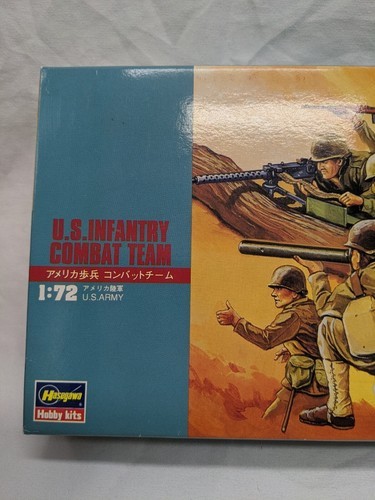 U.S.INFANTRY
COMBAT TEAM
アメリカ歩兵 コンバットチーム
1:72 アメリカ陸軍
U.S.ARMY
Hasegawa
Hobby kits